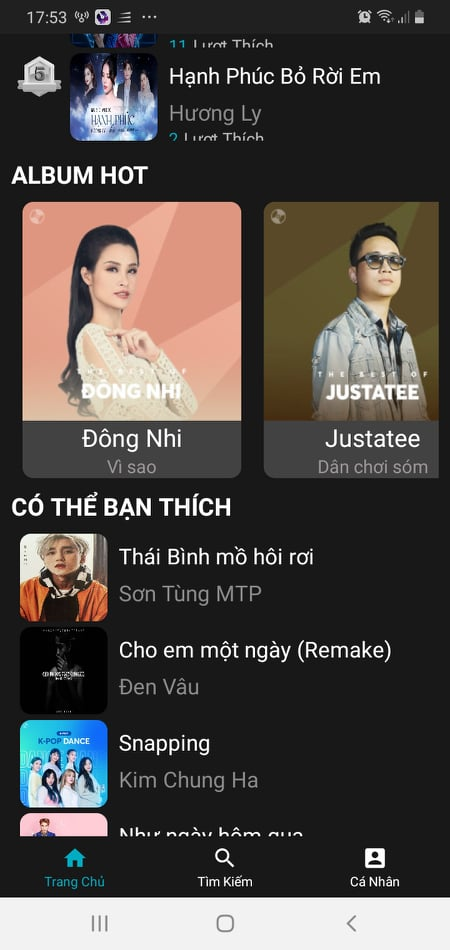 17:53
11 Lượt Thích
5
Hạnh Phúc Bỏ Rời Em
HẠNH PHÚC
Hương Ly
2 Lượt Thích
ALBUM HOT
THE BEST OF
ĐÔNG NHI
Đông Nhi
Vì sao
THE BEST OF
JUSTATEE
Justatee
Dân chơi sóm
CÓ THỂ BẠN THÍCH
Thái Bình mồ hôi rơi
Sơn Tùng MTP
Cho em một ngày (Remake)
Đen Vâu
K-POP DANCE
Snapping
Kim Chung Ha
Như ngày hôm qua
Trang Chủ
Tìm Kiếm
Cá Nhân